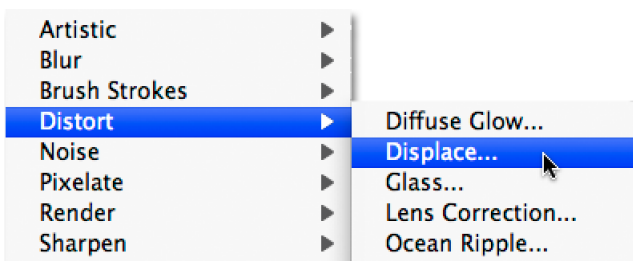 Artistic
Blur
Brush Strokes
Distort
Noise
Pixelate
Render
Sharpen
Diffuse Glow...
Displace...
Glass...
Lens Correction...
Ocean Ripple...